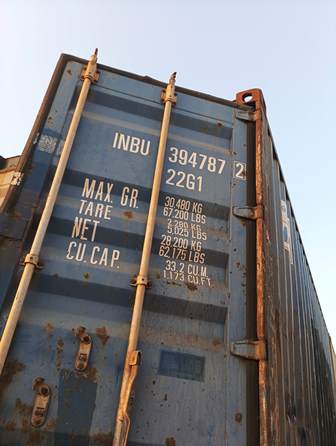 INBU 394787 2
22G1
MAX. GR. 30.480 KG
67.200 LBS
TARE 2.280 KG
5.025 LBS
NET 28.200 KG
62.175 LBS
CU.CAP. 33.2 CU.M.
1.173 CU.FT.